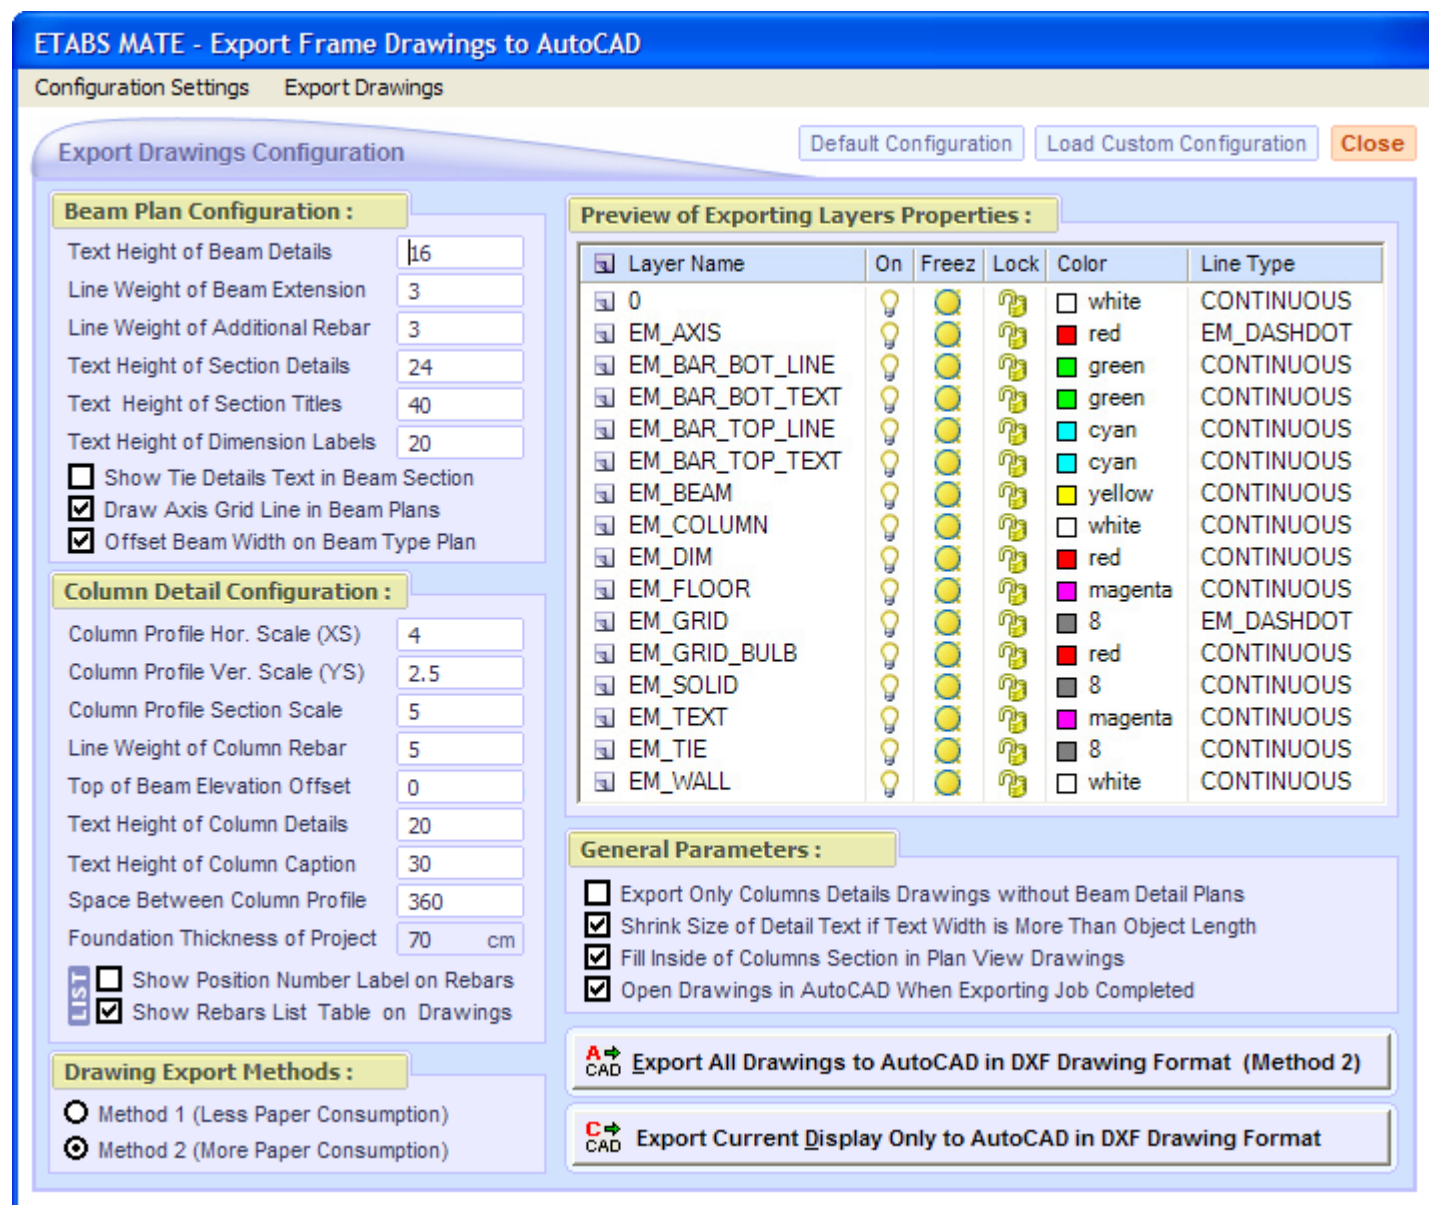 ETABS MATE - Export Frame Drawings to AutoCAD
Configuration Settings Export Drawings
Export Drawings Configuration
Default Configuration Load Custom Configuration Close
Beam Plan Configuration :
Text Height of Beam Details 16
Line Weight of Beam Extension 3
Line Weight of Additional Rebar 3
Text Height of Section Details 24
Text Height of Section Titles 40
Text Height of Dimension Labels 20
Show Tie Details Text in Beam Section
Draw Axis Grid Line in Beam Plans
Offset Beam Width on Beam Type Plan
Column Detail Configuration :
Column Profile Hor. Scale (XS) 4
Column Profile Ver. Scale (YS) 2.5
Column Profile Section Scale 5
Line Weight of Column Rebar 5
Top of Beam Elevation Offset 0
Text Height of Column Details 20
Text Height of Column Caption 30
Space Between Column Profile 360
Foundation Thickness of Project 70 cm
LIST
Show Position Number Label on Rebars
Show Rebars List Table on Drawings
Drawing Export Methods :
Method 1 (Less Paper Consumption)
Method 2 (More Paper Consumption)
Preview of Exporting Layers Properties :
Layer Name On Freez Lock Color Line Type
0 white CONTINUOUS
EM_AXIS red EM_DASHDOT
EM_BAR_BOT_LINE green CONTINUOUS
EM_BAR_BOT_TEXT green CONTINUOUS
EM_BAR_TOP_LINE cyan CONTINUOUS
EM_BAR_TOP_TEXT cyan CONTINUOUS
EM_BEAM yellow CONTINUOUS
EM_COLUMN white CONTINUOUS
EM_DIM red CONTINUOUS
EM_FLOOR magenta CONTINUOUS
EM_GRID 8 EM_DASHDOT
EM_GRID_BULB red CONTINUOUS
EM_SOLID 8 CONTINUOUS
EM_TEXT magenta CONTINUOUS
EM_TIE 8 CONTINUOUS
EM_WALL white CONTINUOUS
General Parameters :
Export Only Columns Details Drawings without Beam Detail Plans
Shrink Size of Detail Text if Text Width is More Than Object Length
Fill Inside of Columns Section in Plan View Drawings
Open Drawings in AutoCAD When Exporting Job Completed
A CAD Export All Drawings to AutoCAD in DXF Drawing Format (Method 2)
C CAD Export Current Display Only to AutoCAD in DXF Drawing Format